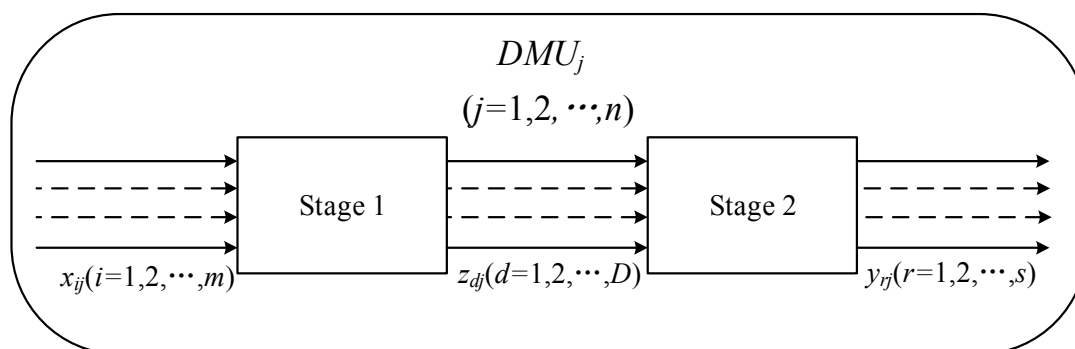 DMUj
(j=1,2,⋯,n)
Stage 1
Stage 2
xij(i=1,2,⋯,m)
zdj(d=1,2,⋯,D)
yrj(r=1,2,⋯,s)